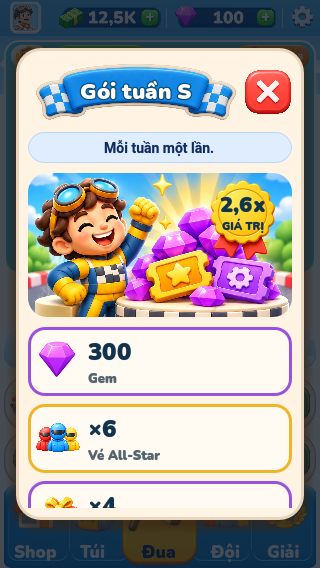 12,5K
100
Gói tuần S
Mỗi tuần một lần.
2,6x
GIÁ TRỊ
300
Gem
×6
Vé All-Star
×4
Shop
Túi
Đua
Đội
Giải